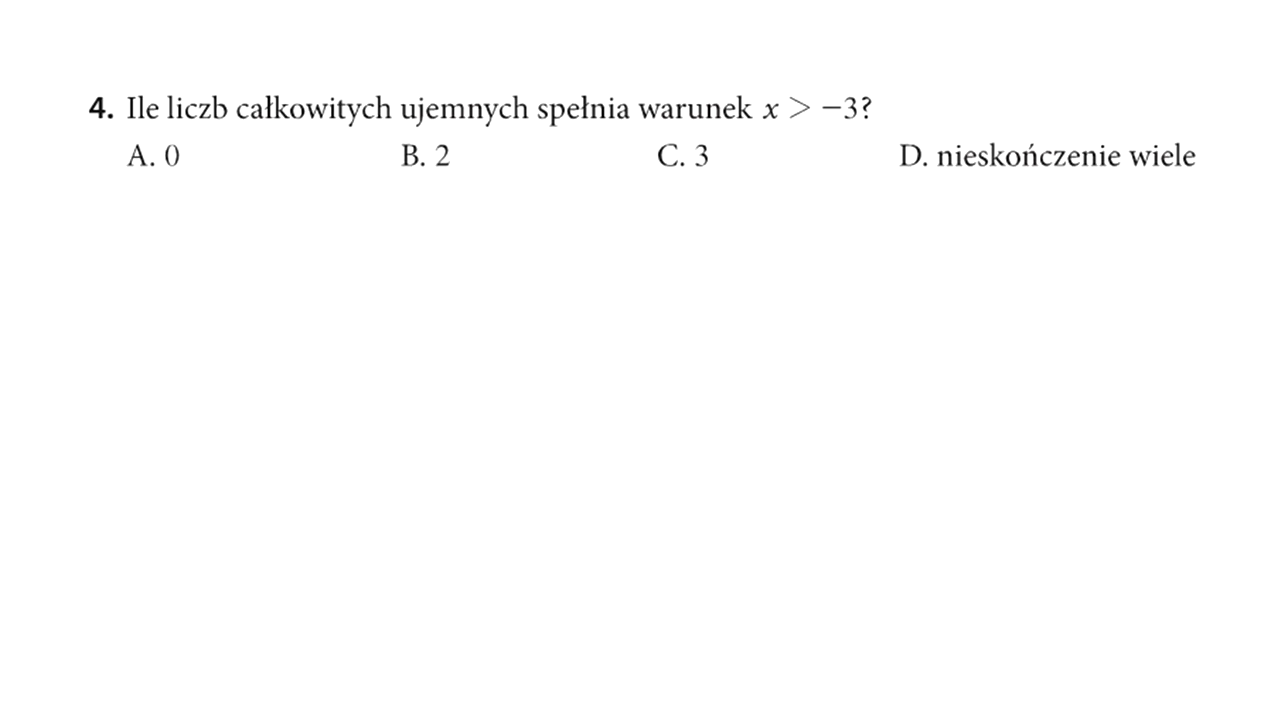 4. Ile liczb całkowitych ujemnych spełnia warunek x > −3?
A. 0 B. 2 C. 3 D. nieskończenie wiele